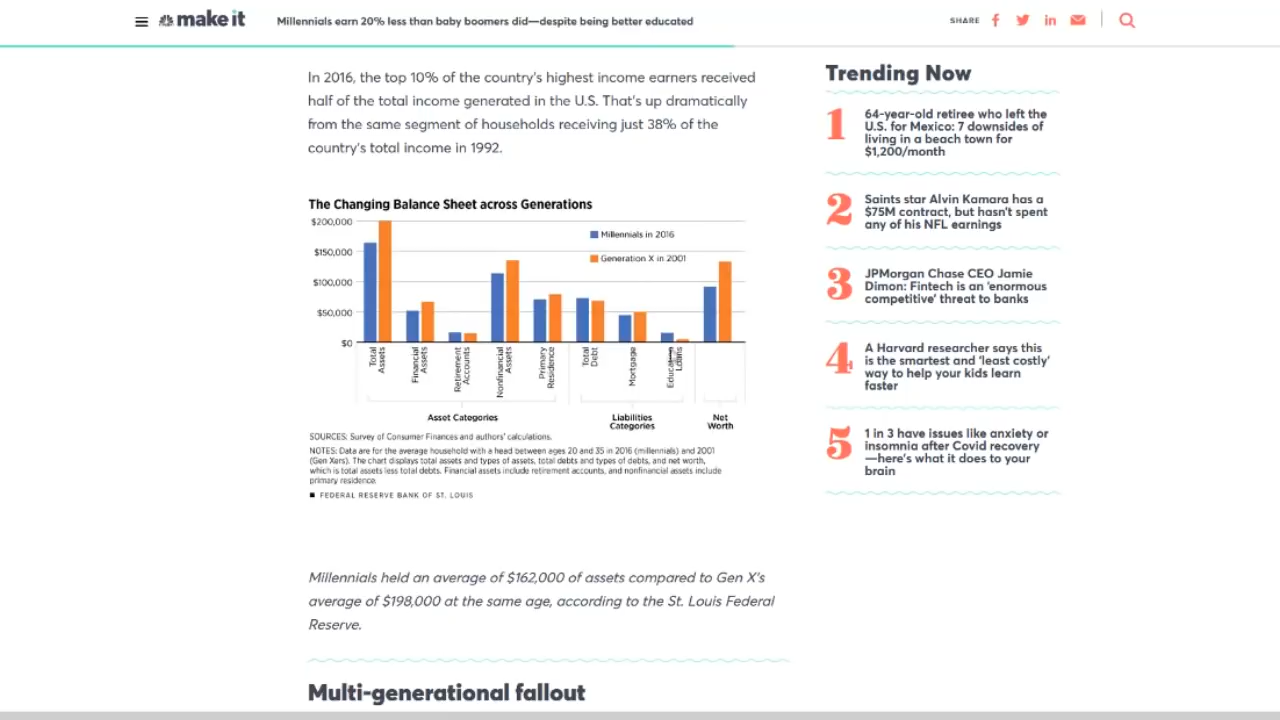 make it
Millennials earn 20% less than baby boomers did—despite being better educated
SHARE
In 2016, the top 10% of the country's highest income earners received
half of the total income generated in the U.S. That's up dramatically
from the same segment of households receiving just 38% of the
country's total income in 1992.
The Changing Balance Sheet across Generations
$200,000
$150,000
$100,000
$50,000
$0
Millennials in 2016
Generation X in 2001
Total
Assets
Financial
Assets
Retirement
Accounts
Nonfinancial
Assets
Primary
Residence
Total
Debt
Mortgage
Education
Loans
Asset Categories
Liabilities
Categories
Net
Worth
SOURCES: Survey of Consumer Finances and authors' calculations.
NOTES: Data are for the average household with a head between ages 20 and 35 in 2016 (millennials) and 2001
(Gen Xers). The chart displays total assets and types of assets, total debts and types of debts, and net worth,
which is total assets less total debts. Financial assets include retirement accounts, and nonfinancial assets include
primary residence.
FEDERAL RESERVE BANK OF ST. LOUIS
Millennials held an average of $162,000 of assets compared to Gen X's
average of $198,000 at the same age, according to the St. Louis Federal
Reserve.
Multi-generational fallout
Trending Now
1
64-year-old retiree who left the
U.S. for Mexico: 7 downsides of
living in a beach town for
$1,200/month
2
Saints star Alvin Kamara has a
$75M contract, but hasn't spent
any of his NFL earnings
3
JPMorgan Chase CEO Jamie
Dimon: Fintech is an 'enormous
competitive' threat to banks
4
A Harvard researcher says this
is the smartest and 'least costly'
way to help your kids learn
faster
5
1 in 3 have issues like anxiety or
insomnia after Covid recovery
—here's what it does to your
brain